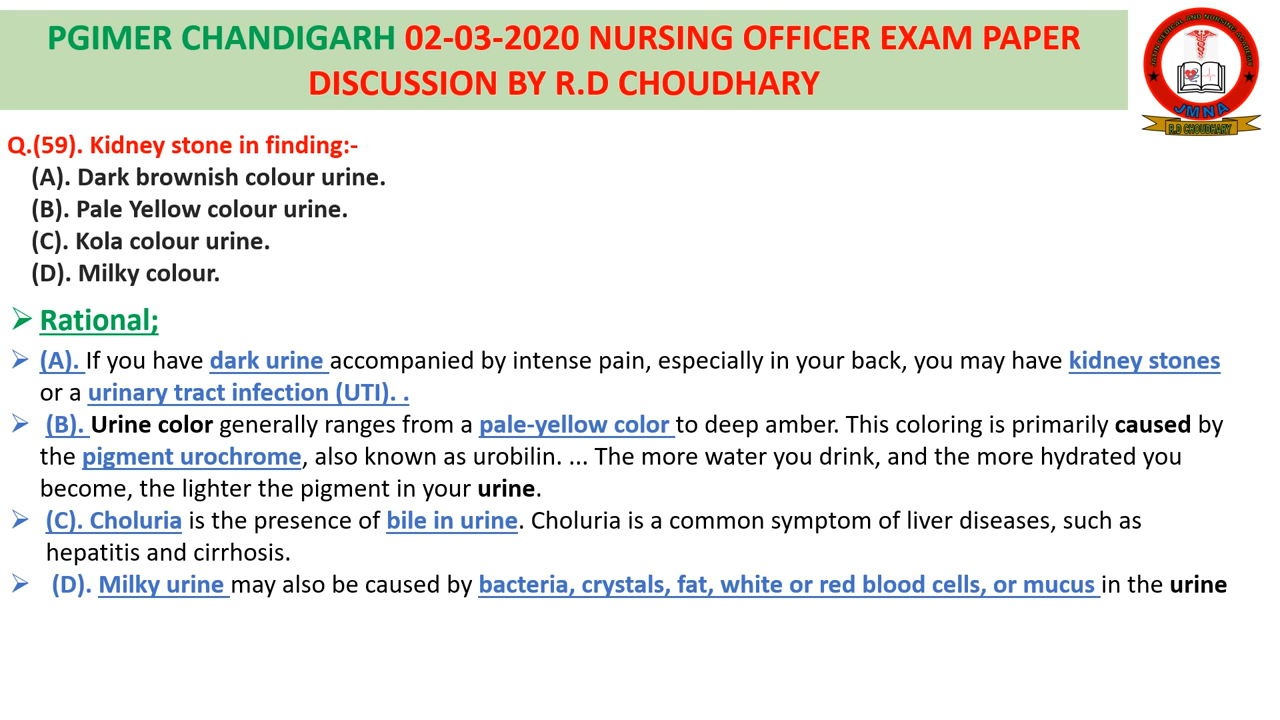 PGIMER CHANDIGARH 02-03-2020 NURSING OFFICER EXAM PAPER
DISCUSSION BY R.D CHOUDHARY
JMNA
R.D CHOUDHARY
Q.(59). Kidney stone in finding:-
(A). Dark brownish colour urine.
(B). Pale Yellow colour urine.
(C). Kola colour urine.
(D). Milky colour.
Rational;
(A). If you have dark urine accompanied by intense pain, especially in your back, you may have kidney stones
or a urinary tract infection (UTI). .
(B). Urine color generally ranges from a pale-yellow color to deep amber. This coloring is primarily caused by
the pigment urochrome, also known as urobilin. ... The more water you drink, and the more hydrated you
become, the lighter the pigment in your urine.
(C). Choluria is the presence of bile in urine. Choluria is a common symptom of liver diseases, such as
hepatitis and cirrhosis.
(D). Milky urine may also be caused by bacteria, crystals, fat, white or red blood cells, or mucus in the urine